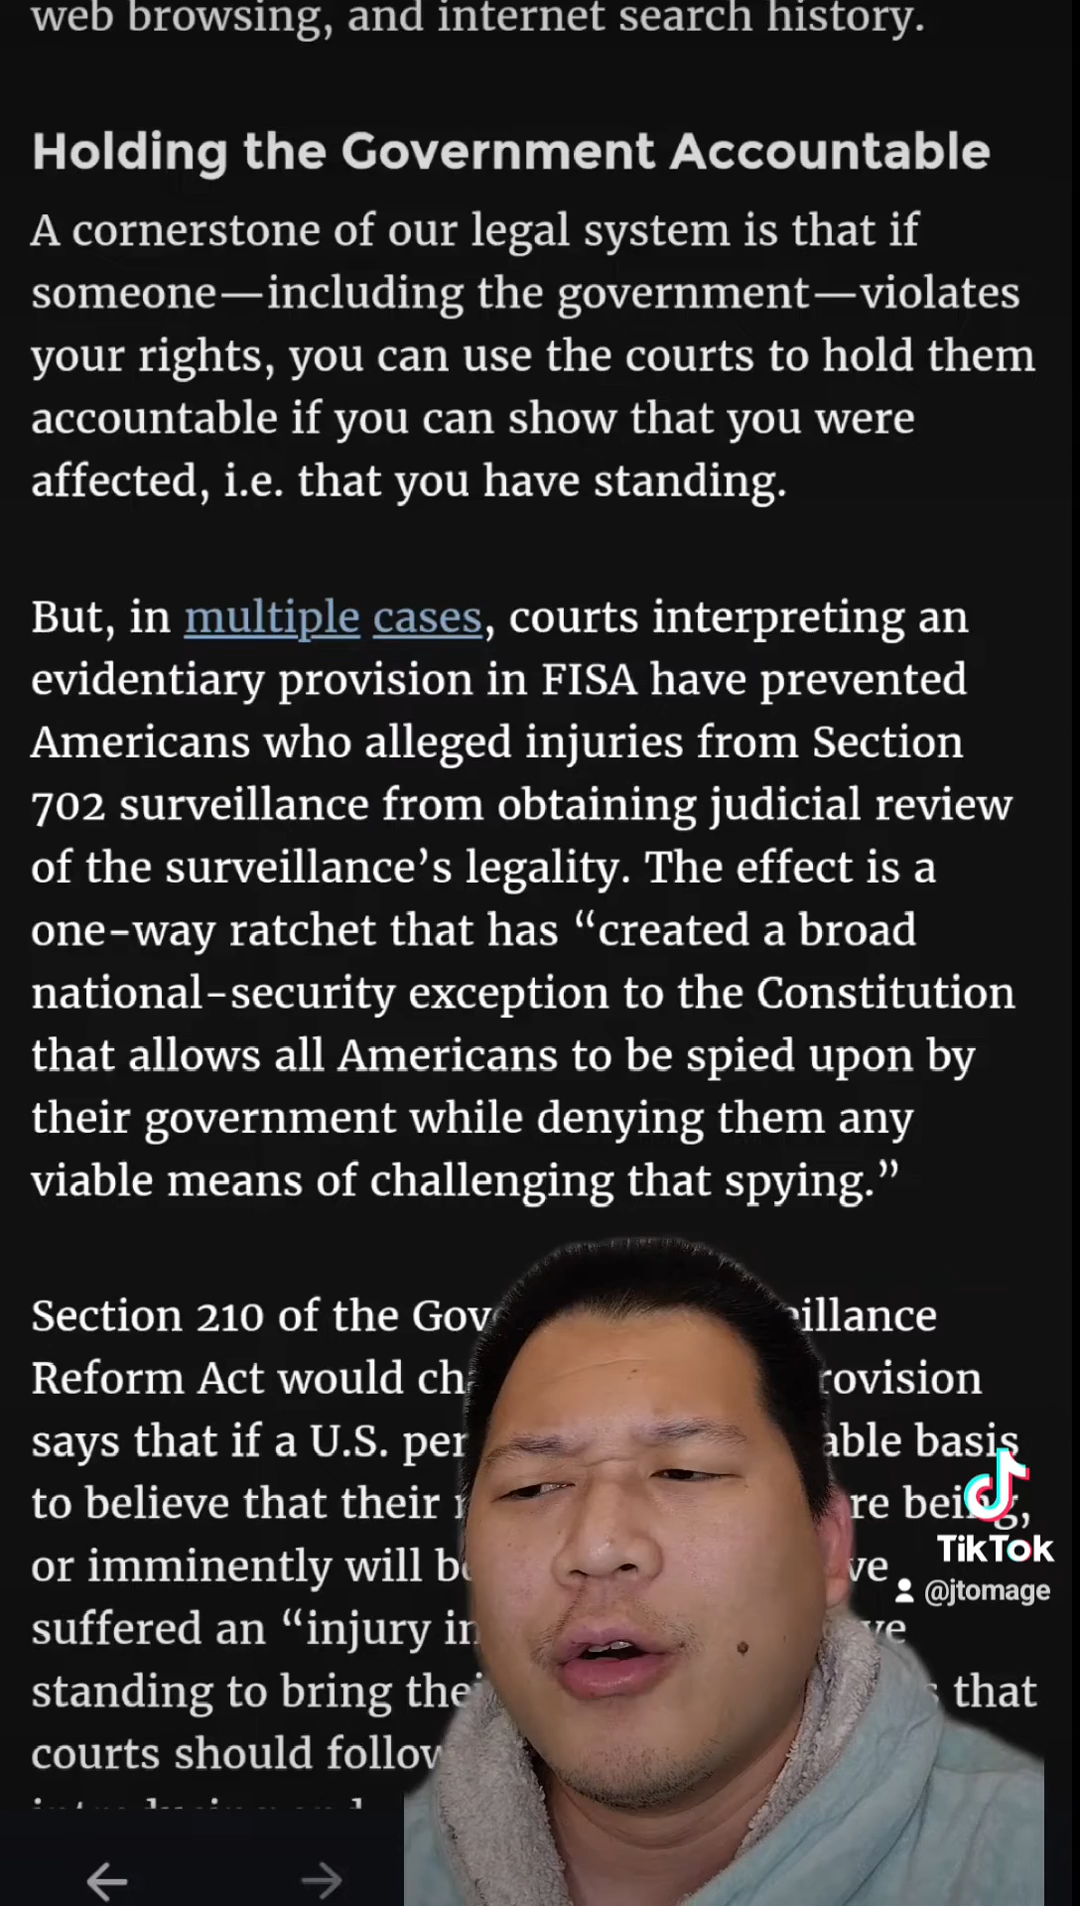 web browsing, and internet search history.
Holding the Government Accountable
A cornerstone of our legal system is that if
someone—including the government—violates
your rights, you can use the courts to hold them
accountable if you can show that you were
affected, i.e. that you have standing.
But, in multiple cases, courts interpreting an
evidentiary provision in FISA have prevented
Americans who alleged injuries from Section
702 surveillance from obtaining judicial review
of the surveillance’s legality. The effect is a
one-way ratchet that has “created a broad
national-security exception to the Constitution
that allows all Americans to be spied upon by
their government while denying them any
viable means of challenging that spying.”
Section 210 of the
Reform Act would
says that if a U.S. basis
to believe that their being,
or imminently will
suffered an “injury
standing to bring that
courts should
TikTok
@jtomage